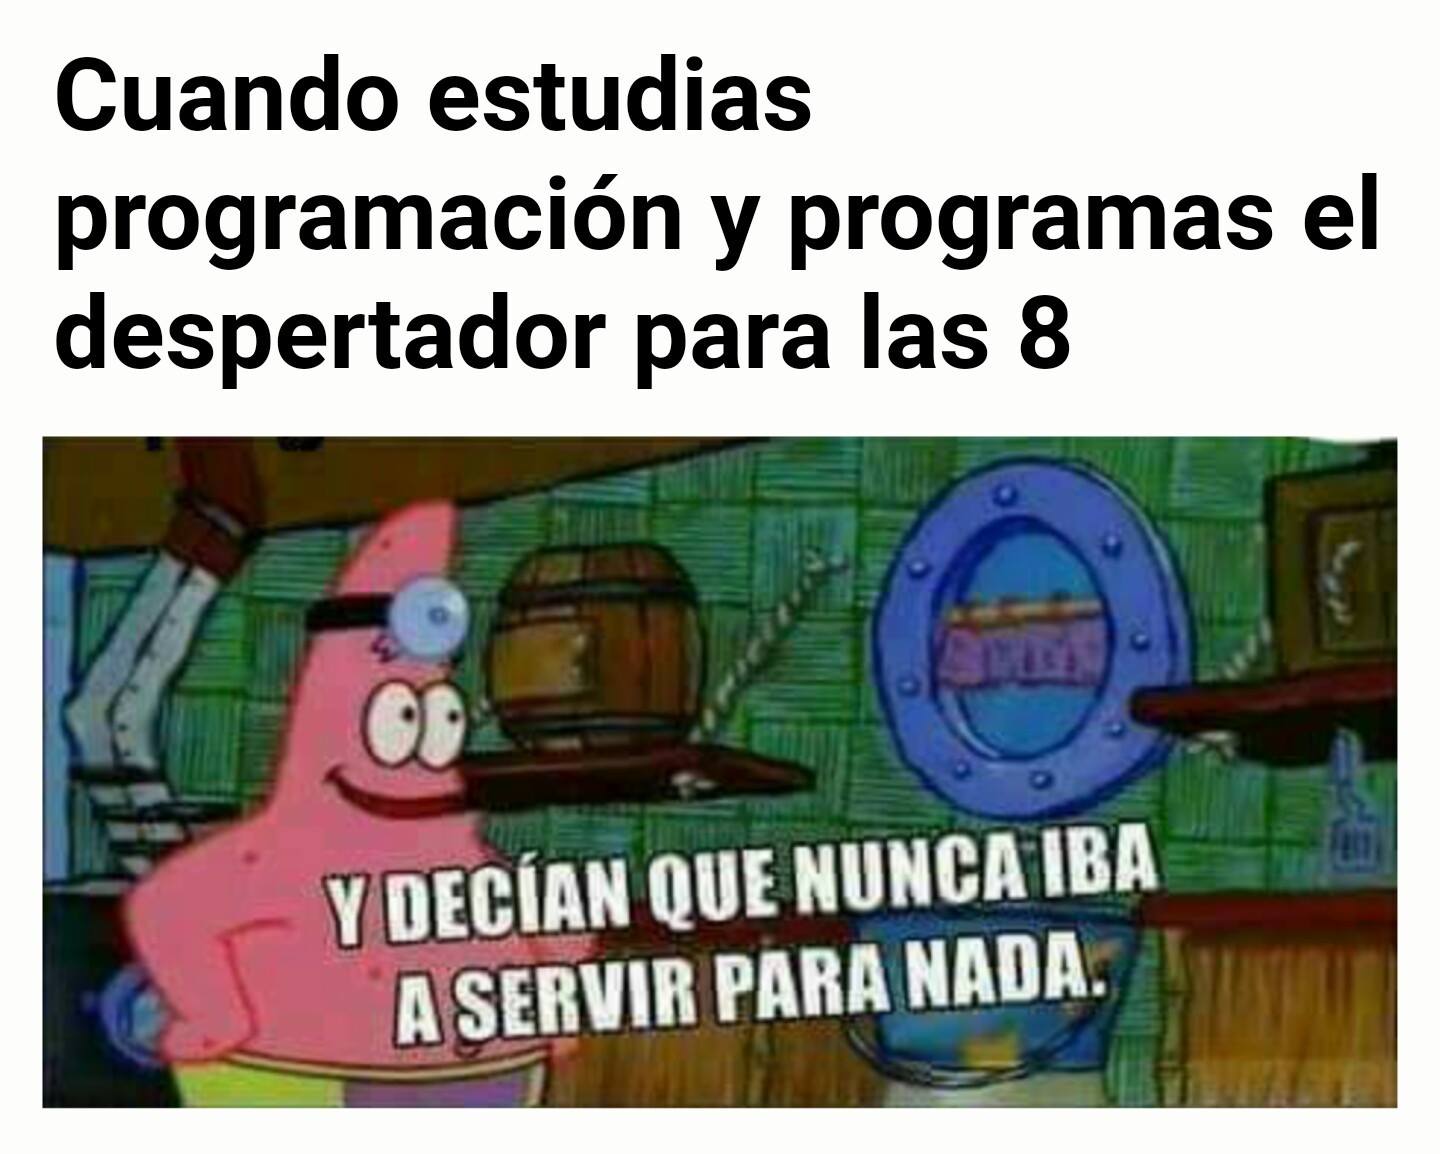 Cuando estudias
programación y programas el
despertador para las 8
Y DECÍAN QUE NUNCA IBA
A SERVIR PARA NADA.